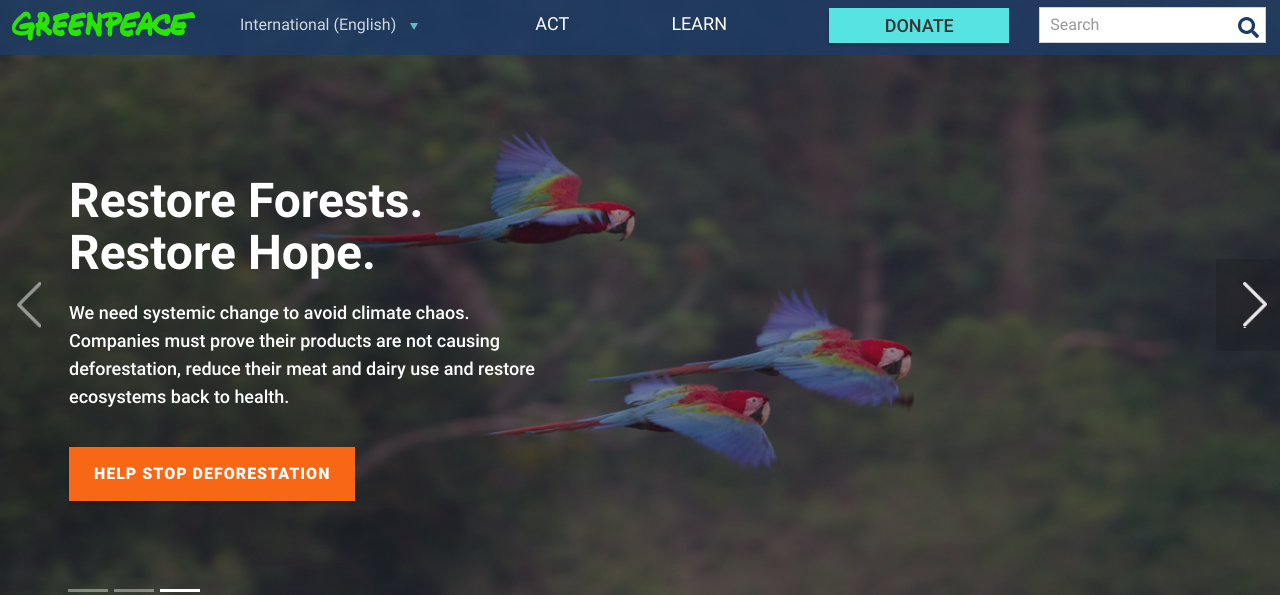 GREENPEACE
International (English)
ACT
LEARN
DONATE
Search
Restore Forests.
Restore Hope.
We need systemic change to avoid climate chaos.
Companies must prove their products are not causing
deforestation, reduce their meat and dairy use and restore
ecosystems back to health.
HELP STOP DEFORESTATION